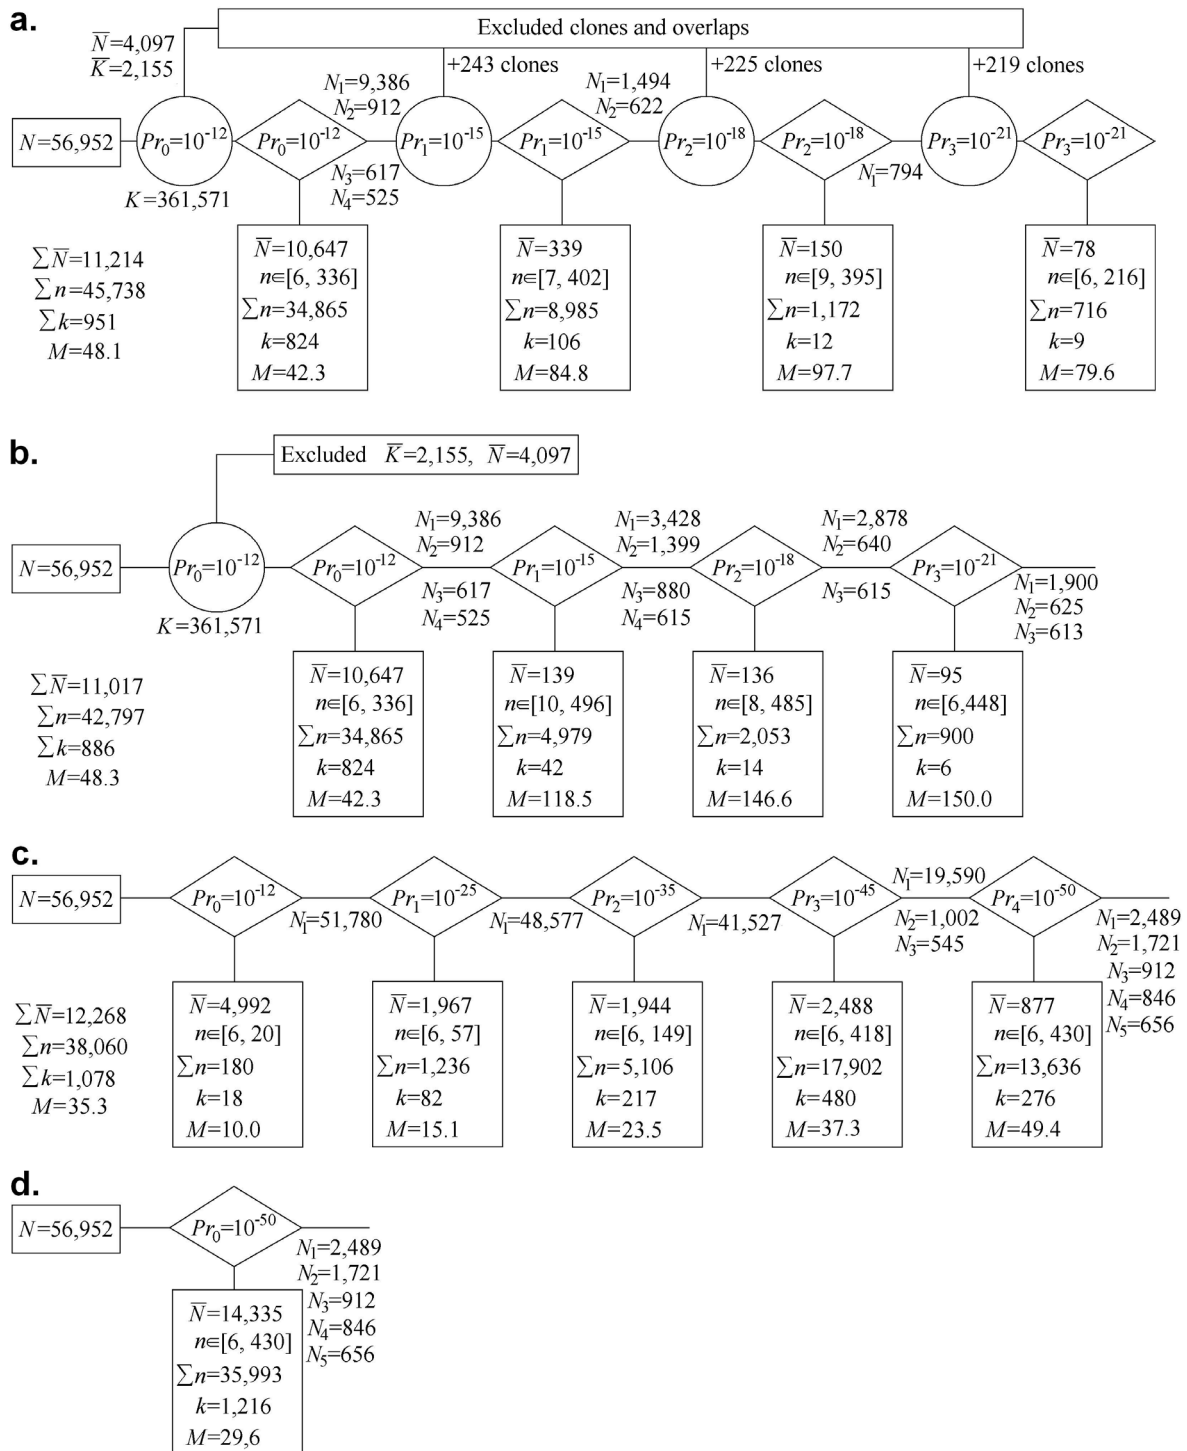 a.
Excluded clones and overlaps
N̅=4,097
K̅=2,155
+243 clones
+225 clones
+219 clones
N₁=9,386
N₂=912
N₁=1,494
N₂=622
N=56,952
Pr₀=10⁻¹²
Pr₀=10⁻¹²
Pr₁=10⁻¹⁵
Pr₁=10⁻¹⁵
Pr₂=10⁻¹⁸
Pr₂=10⁻¹⁸
Pr₃=10⁻²¹
Pr₃=10⁻²¹
K=361,571
N₃=617
N₄=525
N₁=794
∑N̅=11,214
∑n=45,738
∑k=951
M=48.1
N̅=10,647
n∈[6, 336]
∑n=34,865
k=824
M=42.3
N̅=339
n∈[7, 402]
∑n=8,985
k=106
M=84.8
N̅=150
n∈[9, 395]
∑n=1,172
k=12
M=97.7
N̅=78
n∈[6, 216]
∑n=716
k=9
M=79.6
b.
Excluded K̅=2,155, N̅=4,097
N₁=9,386
N₂=912
N₁=3,428
N₂=1,399
N₁=2,878
N₂=640
N=56,952
Pr₀=10⁻¹²
Pr₀=10⁻¹²
Pr₁=10⁻¹⁵
Pr₂=10⁻¹⁸
Pr₃=10⁻²¹
K=361,571
N₃=617
N₄=525
N₃=880
N₄=615
N₃=615
N₁=1,900
N₂=625
N₃=613
∑N̅=11,017
∑n=42,797
∑k=886
M=48.3
N̅=10,647
n∈[6, 336]
∑n=34,865
k=824
M=42.3
N̅=139
n∈[10, 496]
∑n=4,979
k=42
M=118.5
N̅=136
n∈[8, 485]
∑n=2,053
k=14
M=146.6
N̅=95
n∈[6,448]
∑n=900
k=6
M=150.0
c.
N=56,952
Pr₀=10⁻¹²
N₁=51,780
Pr₁=10⁻²⁵
N₁=48,577
Pr₂=10⁻³⁵
N₁=41,527
Pr₃=10⁻⁴⁵
N₁=19,590
N₂=1,002
N₃=545
Pr₄=10⁻⁵⁰
N₁=2,489
N₂=1,721
N₃=912
N₄=846
N₅=656
∑N̅=12,268
∑n=38,060
∑k=1,078
M=35.3
N̅=4,992
n∈[6, 20]
∑n=180
k=18
M=10.0
N̅=1,967
n∈[6, 57]
∑n=1,236
k=82
M=15.1
N̅=1,944
n∈[6, 149]
∑n=5,106
k=217
M=23.5
N̅=2,488
n∈[6, 418]
∑n=17,902
k=480
M=37.3
N̅=877
n∈[6, 430]
∑n=13,636
k=276
M=49.4
d.
N=56,952
Pr₀=10⁻⁵⁰
N₁=2,489
N₂=1,721
N₃=912
N₄=846
N₅=656
N̅=14,335
n∈[6, 430]
∑n=35,993
k=1,216
M=29,6